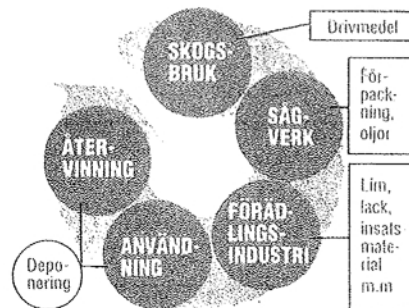 SKOGS-
BRUK
Drivmedel
SÅG-
VERK
För-
pack-
ning,
oljor
FÖRÄD-
LINGS-
INDUSTRI
Lim,
lack,
insats
mate-
rial
m.m
ANVÄND-
NING
ÅTER-
VINNING
Depo-
nering